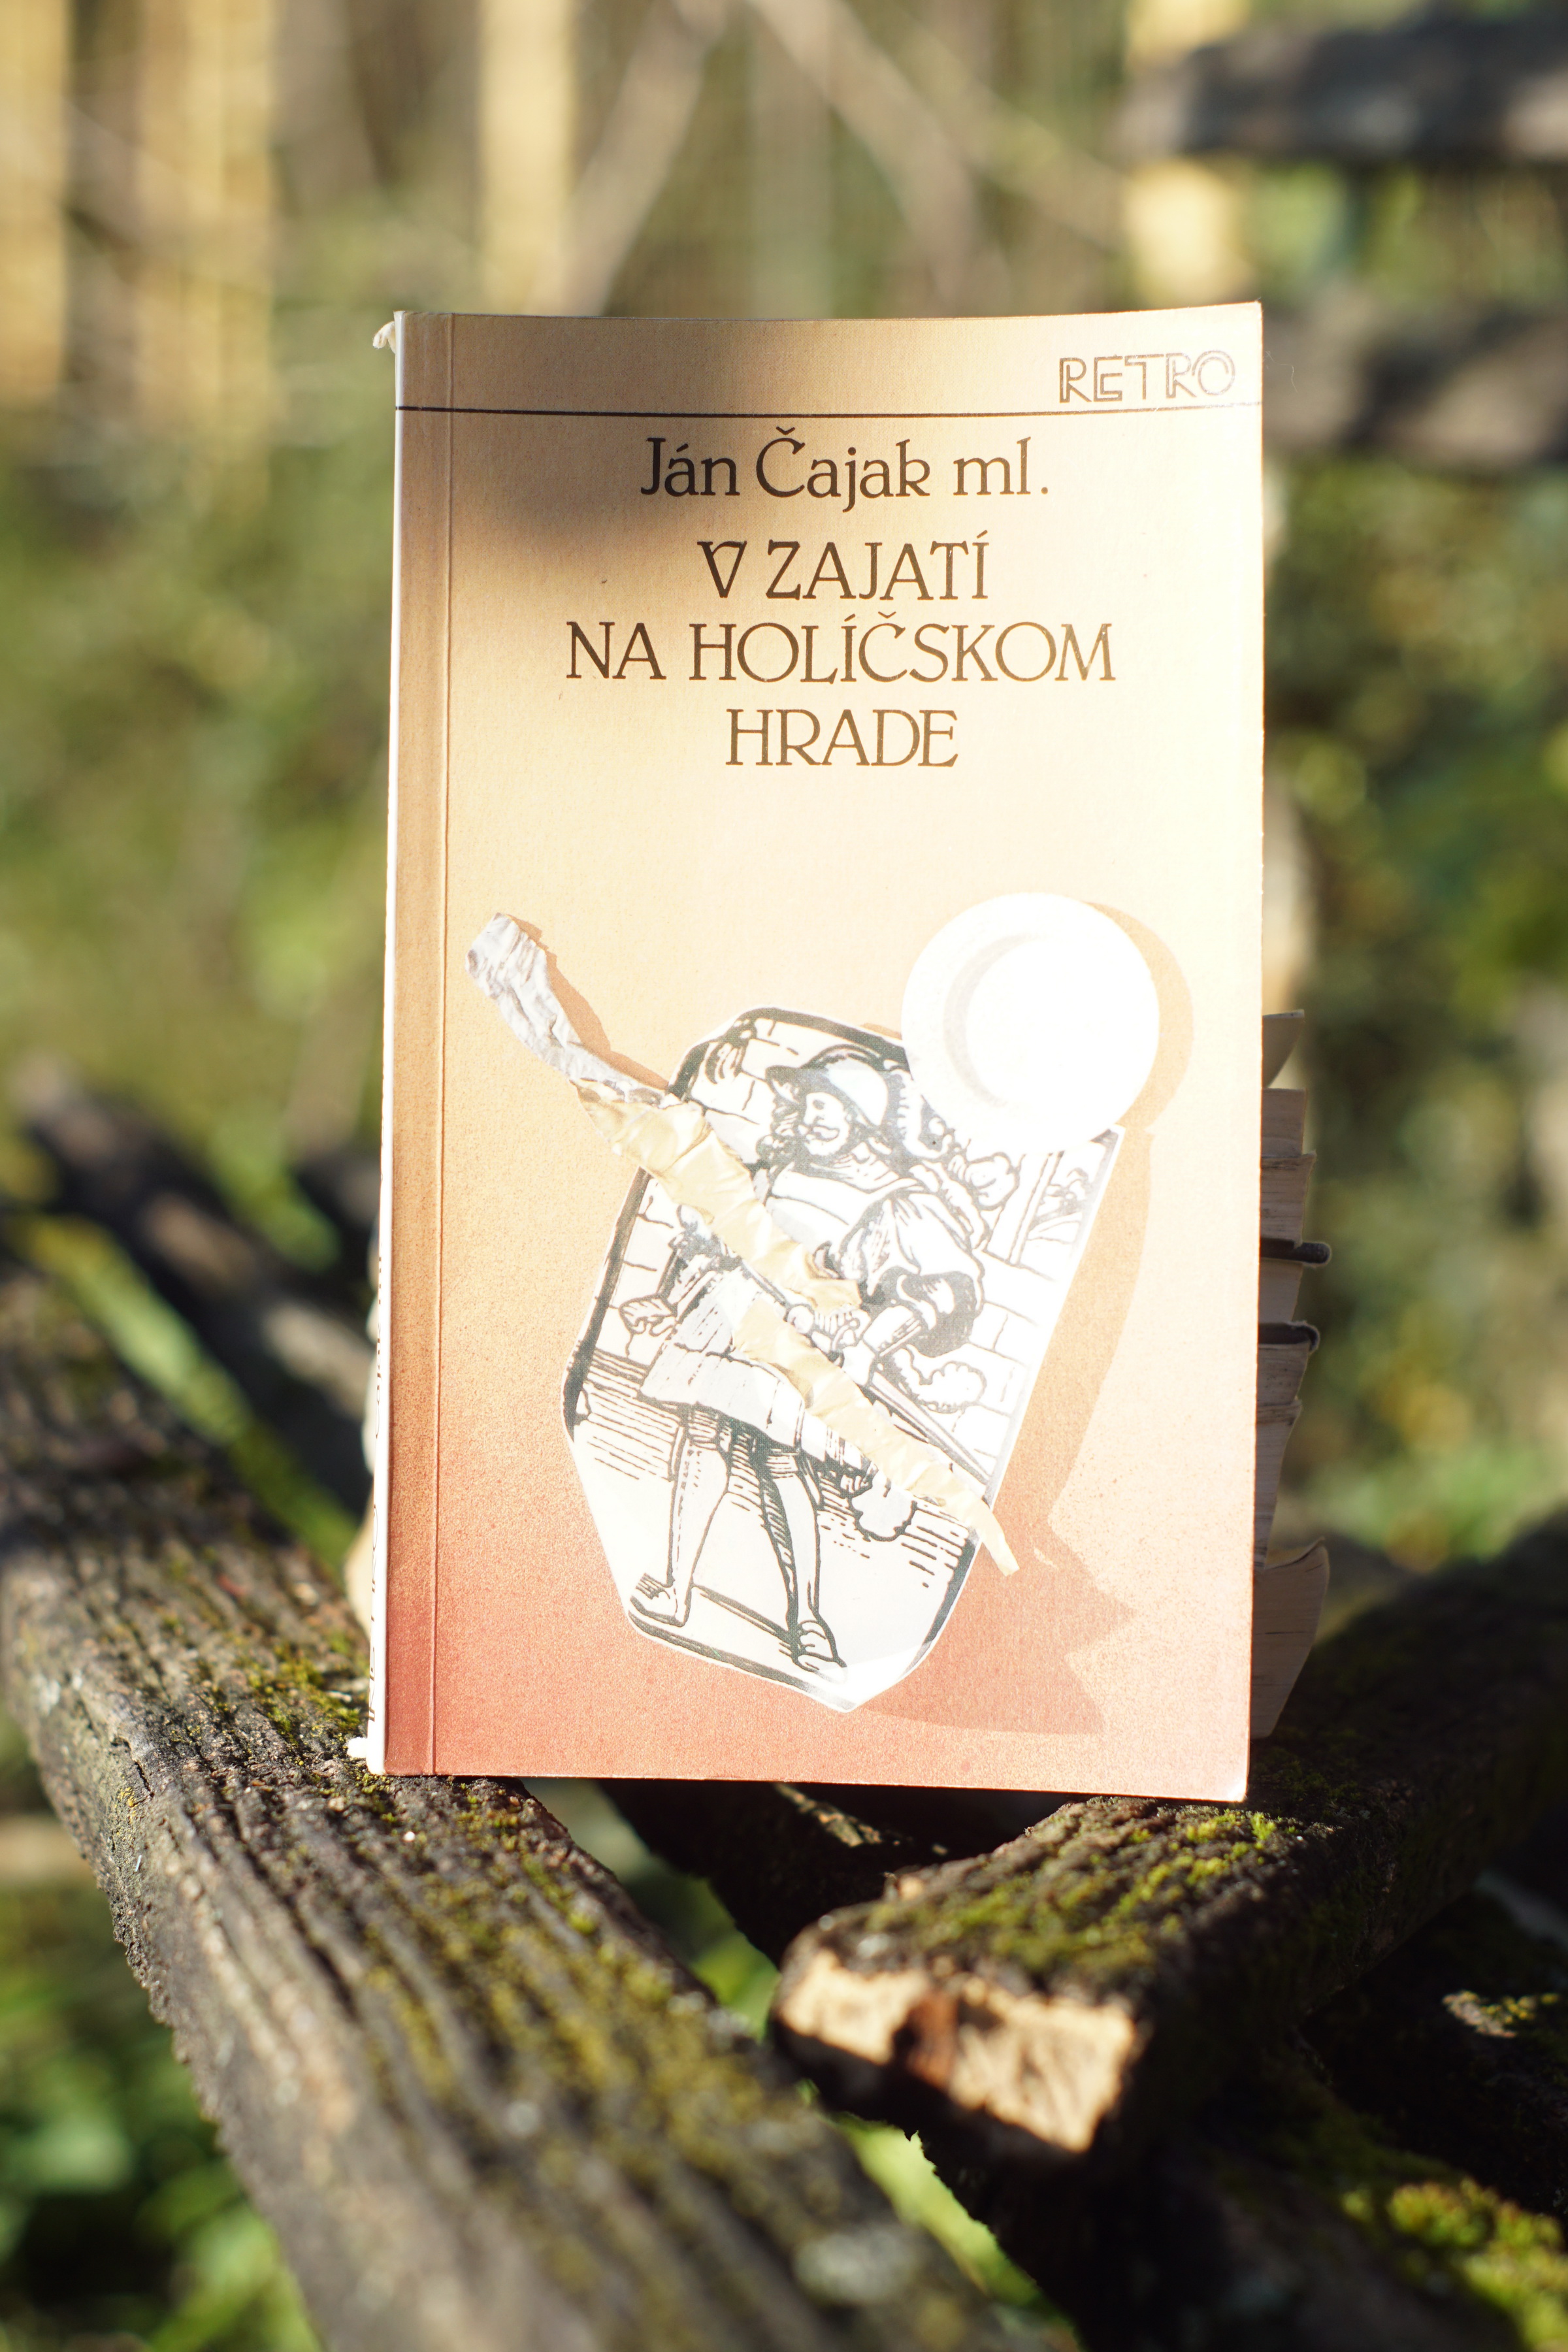 RETRO
Ján Čajak ml.
V ZAJATÍ
NA HOLÍČSKOM
HRADE